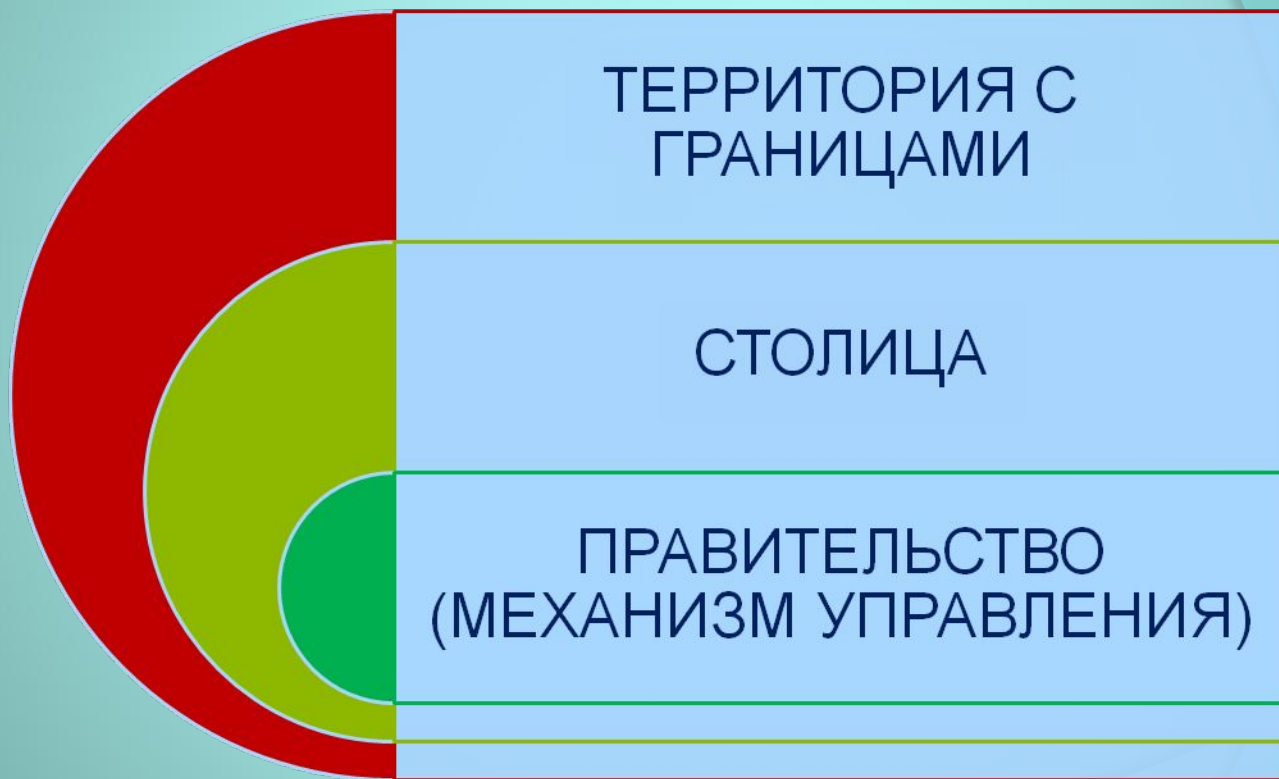 ТЕРРИТОРИЯ С
ГРАНИЦАМИ
СТОЛИЦА
ПРАВИТЕЛЬСТВО
(МЕХАНИЗМ УПРАВЛЕНИЯ)